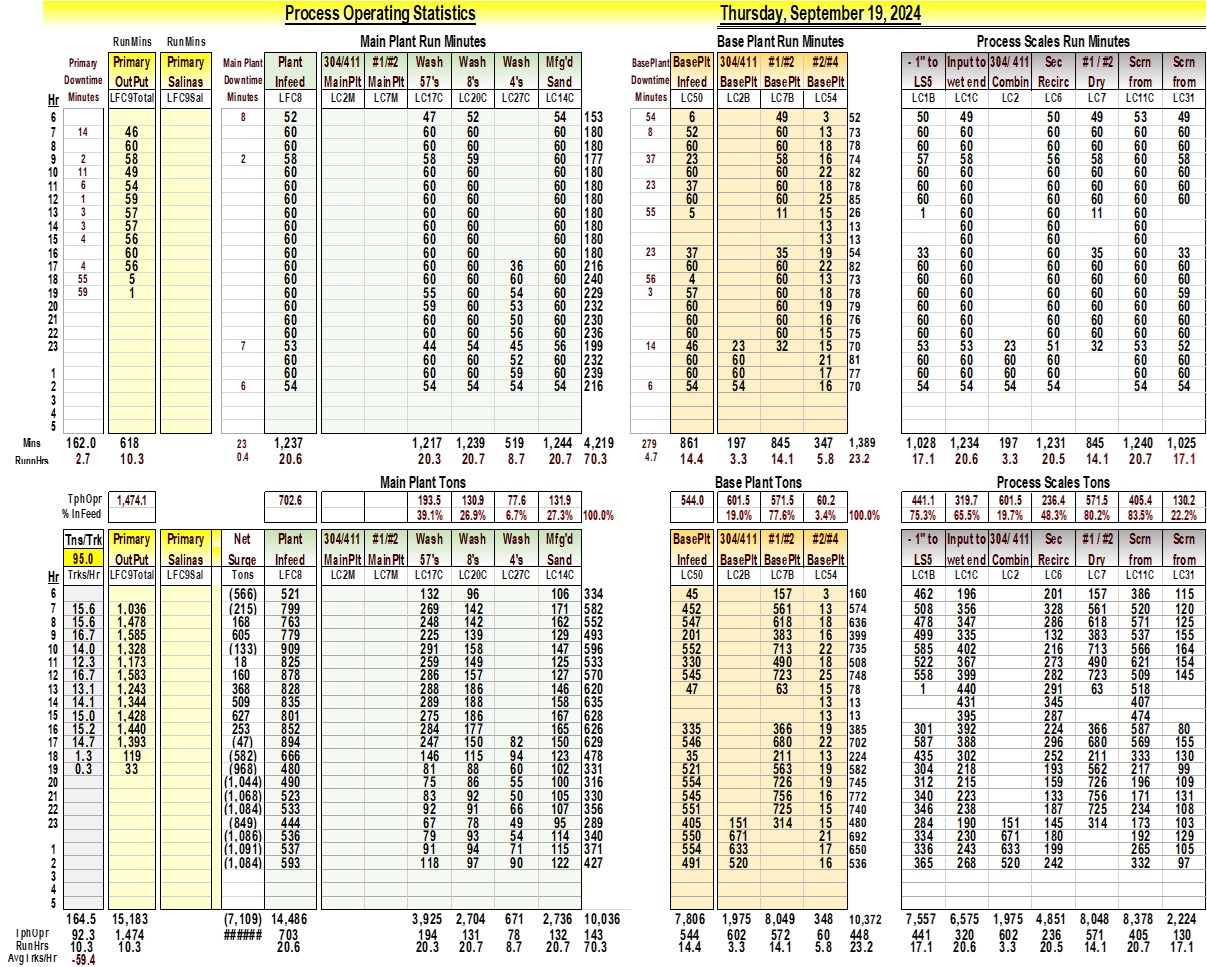 Process Operating Statistics Thursday, September 19, 2024
RunMins RunMins Main Plant Run Minutes Base Plant Run Minutes Process Scales Run Minutes
Primary Primary Primary Main Plant Plant 304/411 #1/#2 Wash Wash Wash Mfg'd BasePlant BasePlt 304/411 #1/#2 #2/#4 - 1" to Input to 304/ 411 Sec #1 / #2 Scrn Scrn
Downtime OutPut Salinas Downtime Infeed MainPlt MainPlt 57's 8's 4's Sand Downtime Infeed BasePlt BasePlt BasePlt LS5 wet end Combin Recirc Dry from from
Hr Minutes LFC9Total LFC9Sal Minutes LFC8 LC2M LC7M LC17C LC20C LC27C LC14C Minutes LC50 LC2B LC7B LC54 LC1B LC1C LC2 LC6 LC7 LC11C LC31
6 8 52 47 52 54 153 54 6 49 3 52 50 49 50 49 53 49
7 14 46 60 60 60 60 180 8 52 60 13 73 60 60 60 60 60 60
8 60 60 60 60 60 180 60 60 18 78 60 60 60 60 60 60
9 2 58 2 58 58 59 60 177 37 23 58 16 74 57 58 56 58 60 58
10 11 49 60 60 60 60 180 60 60 22 82 60 60 60 60 60 60
11 6 54 60 60 60 60 180 23 37 60 18 78 60 60 60 60 60 60
12 1 59 60 60 60 60 180 60 60 25 85 60 60 60 60 60 60
13 3 57 60 60 60 60 180 55 5 11 15 26 1 60 60 11 60
14 3 57 60 60 60 60 180 13 13 60 60 60
15 4 56 60 60 60 60 180 13 13 60 60 60
16 60 60 60 60 60 180 23 37 35 19 54 33 60 60 35 60 33
17 4 56 60 60 60 36 60 216 60 60 22 82 60 60 60 60 60 60
18 55 5 60 60 60 60 60 240 56 4 60 13 73 60 60 60 60 60 60
19 59 1 60 55 54 60 60 229 3 57 60 18 78 60 60 60 60 60 59
20 60 59 60 53 60 232 60 60 19 79 60 60 60 60 60 60
21 60 60 60 50 60 230 60 60 16 76 60 60 60 60 60 60
22 60 60 60 56 60 236 60 60 15 75 60 60 60 60 60 60
23 7 53 44 54 45 56 199 14 46 23 32 15 70 53 53 23 51 32 53 52
60 60 60 52 60 232 60 60 21 81 60 60 60 60 60 60
1 60 60 60 59 60 239 60 60 17 77 60 60 60 60 60 60
2 6 54 54 54 54 54 216 6 54 54 16 70 54 54 54 54 54 54
3
4
5
Mins 162.0 618 23 1,237 1,217 1,239 519 1,244 4,219 279 861 197 845 347 1,389 1,028 1,234 197 1,231 845 1,240 1,025
RunnHrs 2.7 10.3 0.4 20.6 20.3 20.7 8.7 20.7 70.3 4.7 14.4 3.3 14.1 5.8 23.2 17.1 20.6 3.3 20.5 14.1 20.7 17.1
Main Plant Tons Base Plant Tons Process Scales Tons
TphOpr 1,474.1 702.6 193.5 130.9 77.6 131.9 544.0 601.5 571.5 60.2 441.1 319.7 601.5 236.4 571.5 405.4 130.2
% InFeed 39.1% 26.9% 6.7% 27.3% 100.0% 19.0% 77.6% 3.4% 100.0% 75.3% 65.5% 19.7% 48.3% 80.2% 83.5% 22.2%
Tns/Trk Primary Primary Net Plant 304/411 #1/#2 Wash Wash Wash Mfg'd BasePlt 304/411 #1/#2 #2/#4 - 1" to Input to 304/ 411 Sec #1 / #2 Scrn Scrn
95.0 OutPut Salinas Surge Infeed MainPlt MainPlt 57's 8's 4's Sand Infeed BasePlt BasePlt BasePlt LS5 wet end Combin Recirc Dry from from
Hr Trks/Hr LFC9Total LFC9Sal Tons LFC8 LC2M LC7M LC17C LC20C LC27C LC14C LC50 LC2B LC7B LC54 LC1B LC1C LC2 LC6 LC7 LC11C LC31
6 (566) 521 132 96 106 334 45 157 3 160 462 196 201 157 386 115
7 15.6 1,036 (215) 799 269 142 171 582 452 561 13 574 508 356 328 561 520 120
8 15.6 1,478 168 763 248 142 162 552 547 618 18 636 478 347 286 618 571 125
9 16.7 1,585 605 779 225 139 129 493 201 383 16 399 499 335 132 383 537 155
10 14.0 1,328 (133) 909 291 158 147 596 552 713 22 735 585 402 216 713 566 164
11 12.3 1,173 18 825 259 149 125 533 330 490 18 508 522 367 273 490 621 154
12 16.7 1,583 160 878 286 157 127 570 545 723 25 748 558 399 282 723 509 145
13 13.1 1,243 368 828 288 186 146 620 47 63 15 78 1 440 291 63 518
14 14.1 1,344 509 835 289 188 158 635 13 13 431 345 407
15 15.0 1,428 627 801 275 186 167 628 13 13 395 287 474
16 15.2 1,440 253 852 284 177 165 626 335 366 19 385 301 392 224 366 587 80
17 14.7 1,393 (47) 894 247 150 82 150 629 546 680 22 702 587 388 296 680 569 155
18 1.3 119 (582) 666 146 115 94 123 478 35 211 13 224 435 302 252 211 333 130
19 0.3 33 (968) 480 81 88 60 102 331 521 563 19 582 304 218 193 562 217 99
20 (1,044) 490 75 86 55 100 316 554 726 19 745 312 215 159 726 196 109
21 (1,068) 523 83 92 50 105 330 545 756 16 772 340 223 133 756 171 131
22 (1,084) 533 92 91 66 107 356 551 725 15 740 346 238 187 725 234 108
23 (849) 444 67 78 49 95 289 405 151 314 15 480 284 190 151 145 314 173 103
(1,086) 536 79 93 54 114 340 550 671 21 692 334 230 671 180 192 129
1 (1,091) 537 91 94 71 115 371 554 633 17 650 336 243 633 199 265 105
2 (1,084) 593 118 97 90 122 427 491 520 16 536 365 268 520 242 332 97
3
4
5
164.5 15,183 (7,109) 14,486 3,925 2,704 671 2,736 10,036 7,806 1,975 8,049 348 10,372 7,557 6,575 1,975 4,851 8,048 8,378 2,224
TphOpr 92.3 1,474 ###### 703 194 131 78 132 143 544 602 572 60 448 441 320 602 236 571 405 130
RunHrs 10.3 10.3 20.6 20.3 20.7 8.7 20.7 70.3 14.4 3.3 14.1 5.8 23.2 17.1 20.6 3.3 20.5 14.1 20.7 17.1
AvgTrks/Hr -59.4